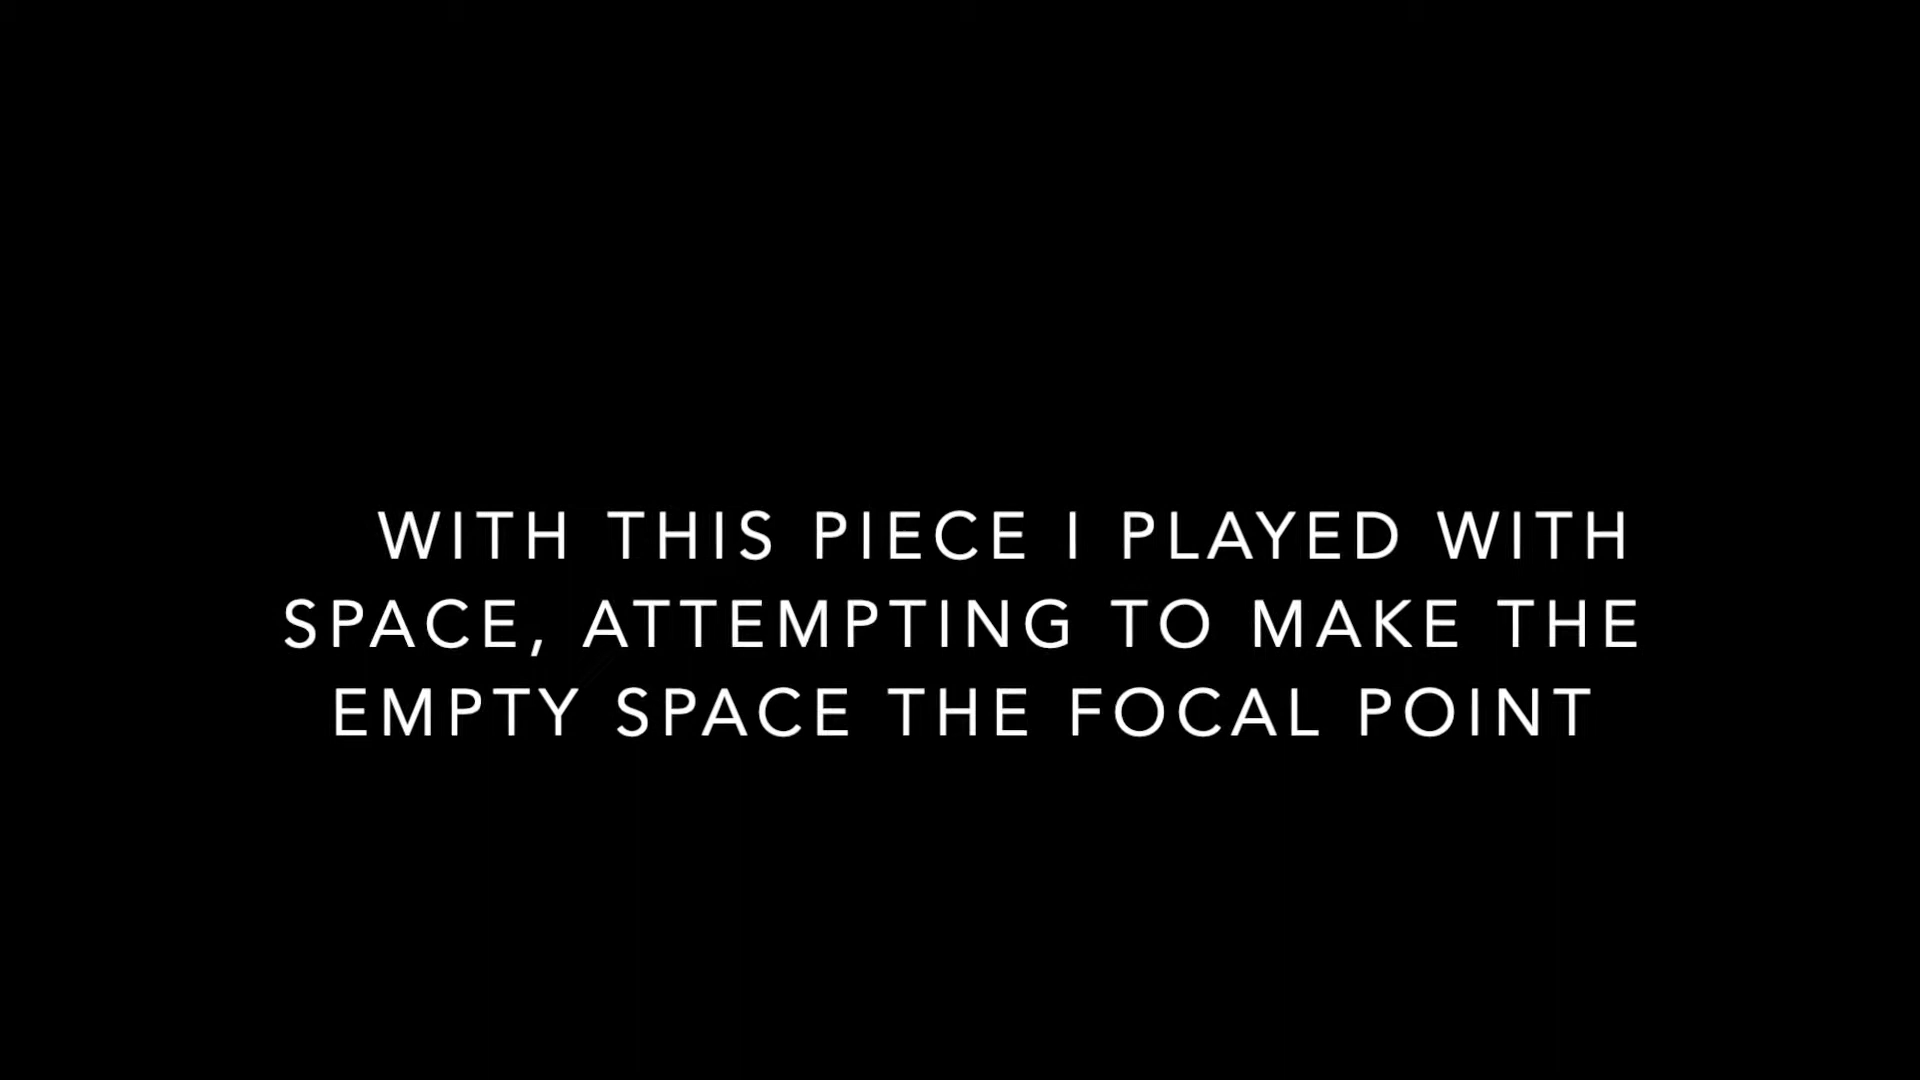 WITH THIS PIECE I PLAYED WITH
SPACE, ATTEMPTING TO MAKE THE
EMPTY SPACE THE FOCAL POINT